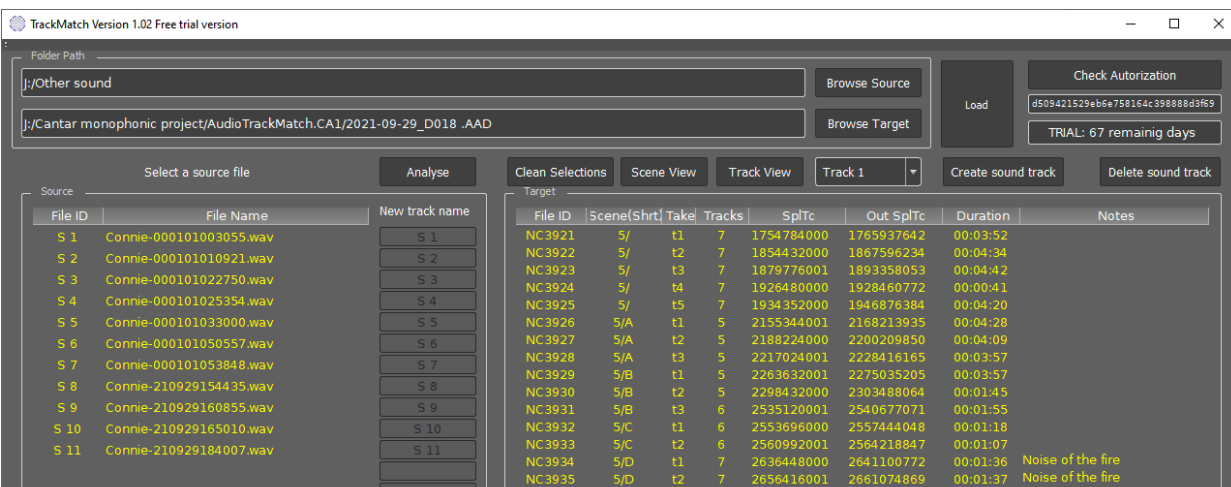 TrackMatch Version 1.02 Free trial version
:
Folder Path
J:/Other sound
Browse Source
J:/Cantar monophonic project/AudioTrackMatch.CA1/2021-09-29_D018 .AAD
Browse Target
Load
Check Autorization
d509421529eb6e758164c398888d3f69
TRIAL: 67 remainig days
Select a source file Analyse
Clean Selections Scene View Track View Track 1 Create sound track Delete sound track
Source
File ID File Name New track name
S 1 Connie-000101003055.wav S 1
S 2 Connie-000101010921.wav S 2
S 3 Connie-000101022750.wav S 3
S 4 Connie-000101025354.wav S 4
S 5 Connie-000101033000.wav S 5
S 6 Connie-000101050557.wav S 6
S 7 Connie-000101053848.wav S 7
S 8 Connie-210929154435.wav S 8
S 9 Connie-210929160855.wav S 9
S 10 Connie-210929165010.wav S 10
S 11 Connie-210929184007.wav S 11
Target
File ID Scene(Shrt) Take Tracks SplTc Out SplTc Duration Notes
NC3921 5/ t1 7 1754784000 1765937642 00:03:52
NC3922 5/ t2 7 1854432000 1867596234 00:04:34
NC3923 5/ t3 7 1879776001 1893358053 00:04:42
NC3924 5/ t4 7 1926480000 1928460772 00:00:41
NC3925 5/ t5 7 1934352000 1946876384 00:04:20
NC3926 5/A t1 5 2155344001 2168213935 00:04:28
NC3927 5/A t2 5 2188224000 2200209850 00:04:09
NC3928 5/A t3 5 2217024001 2228416165 00:03:57
NC3929 5/B t1 5 2263632001 2275035205 00:03:57
NC3930 5/B t2 5 2298432000 2303488064 00:01:45
NC3931 5/B t3 6 2535120001 2540677071 00:01:55
NC3932 5/C t1 6 2553696000 2557444048 00:01:18
NC3933 5/C t2 6 2560992001 2564218847 00:01:07
NC3934 5/D t1 7 2636448000 2641100772 00:01:36 Noise of the fire
NC3935 5/D t2 7 2656416001 2661074869 00:01:37 Noise of the fire